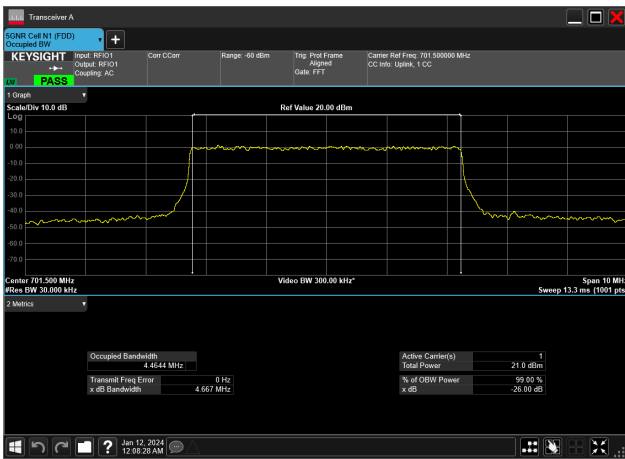 Transceiver A
5GNR Cell N1 (FDD)
Occupied BW
KEYSIGHT
LXI
PASS
Input: RFIO1
Output: RFIO1
Coupling: AC
Corr CCorr
Range: -60 dBm
Trig: Prot Frame
Aligned
Gate: FFT
Carrier Ref Freq: 701.500000 MHz
CC Info: Uplink, 1 CC
1 Graph
Scale/Div 10.0 dB
Ref Value 20.00 dBm
Log
10.0
0.00
-10.0
-20.0
-30.0
-40.0
-50.0
-60.0
-70.0
Center 701.500 MHz
Video BW 300.00 kHz*
Span 10 MHz
#Res BW 30.000 kHz
Sweep 13.3 ms (1001 pts
2 Metrics
Occupied Bandwidth
4.4644 MHz
Transmit Freq Error 0 Hz
x dB Bandwidth 4.667 MHz
Active Carrier(s) 1
Total Power 21.0 dBm
% of OBW Power 99.00 %
x dB -26.00 dB
?
Jan 12, 2024
12:08:28 AM